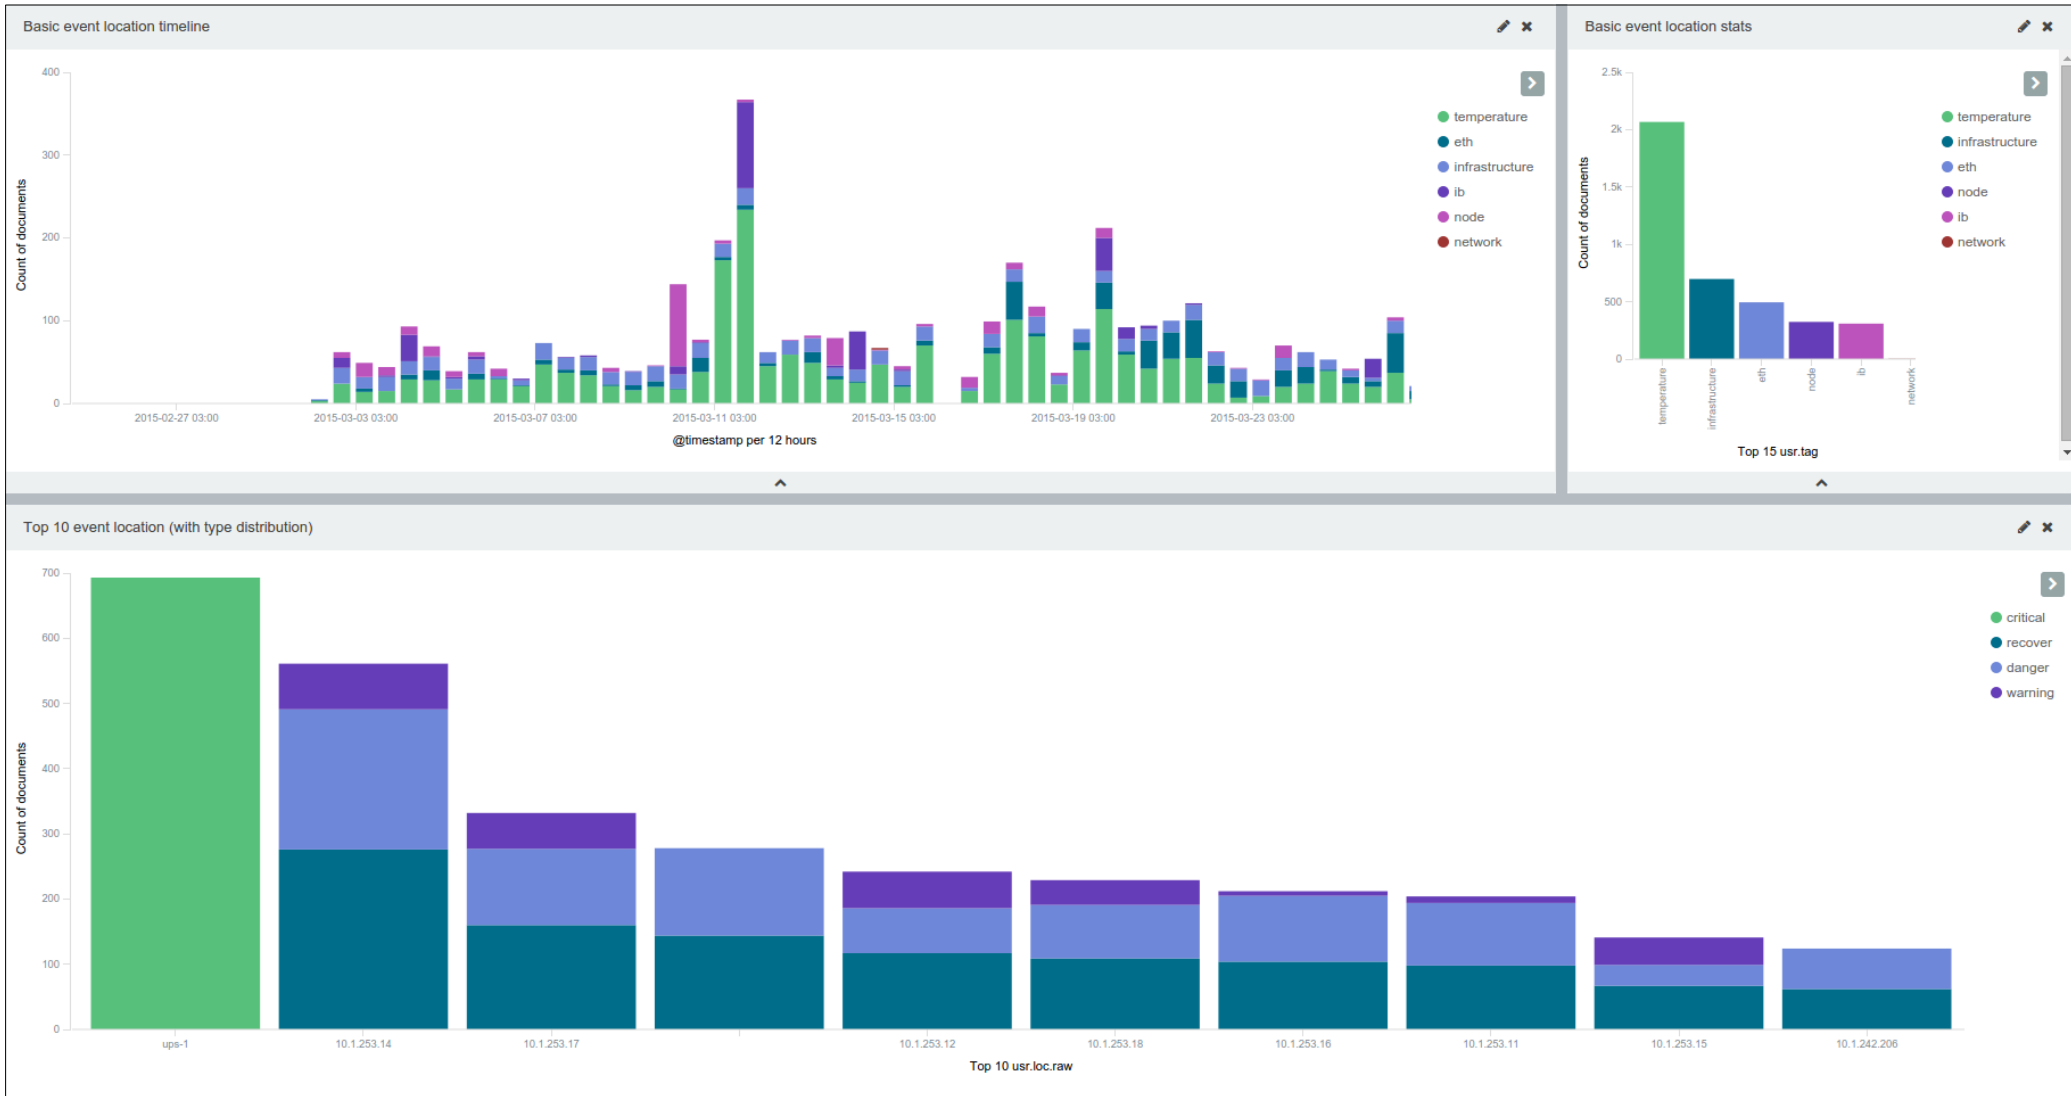 Basic event location timeline
400
300
200
100
0
Count of documents
2015-02-27 03:00
2015-03-03 03:00
2015-03-07 03:00
2015-03-11 03:00
2015-03-15 03:00
2015-03-19 03:00
2015-03-23 03:00
@timestamp per 12 hours
temperature
eth
infrastructure
ib
node
network
Basic event location stats
2.5k
2k
1.5k
1k
500
0
Count of documents
temperature
infrastructure
eth
node
ib
network
Top 15 usr.tag
temperature
infrastructure
eth
node
ib
network
Top 10 event location (with type distribution)
700
600
500
400
300
200
100
0
Count of documents
ups-1
10.1.253.14
10.1.253.17
10.1.253.12
10.1.253.18
10.1.253.16
10.1.253.11
10.1.253.15
10.1.242.206
Top 10 usr.loc.raw
critical
recover
danger
warning